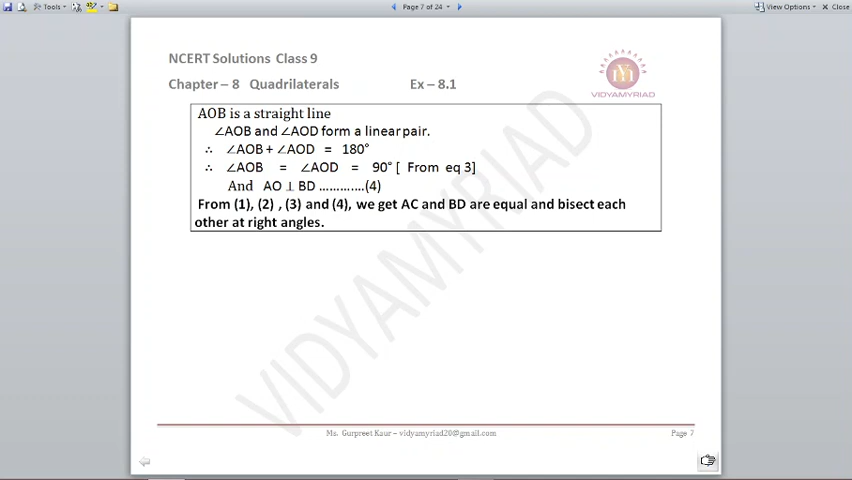 Tools
Page 7 of 24
View Options
Close
NCERT Solutions Class 9
Chapter – 8 Quadrilaterals Ex – 8.1
VIDYAMYRIAD
AOB is a straight line
∠AOB and ∠AOD form a linear pair.
∴ ∠AOB + ∠AOD = 180°
∴ ∠AOB = ∠AOD = 90° [ From eq 3]
And AO ⊥ BD ..............(4)
From (1), (2) , (3) and (4), we get AC and BD are equal and bisect each
other at right angles.
VIDYAMYRIAD
Ms. Gurpreet Kaur – vidyamyriad20@gmail.com
Page 7